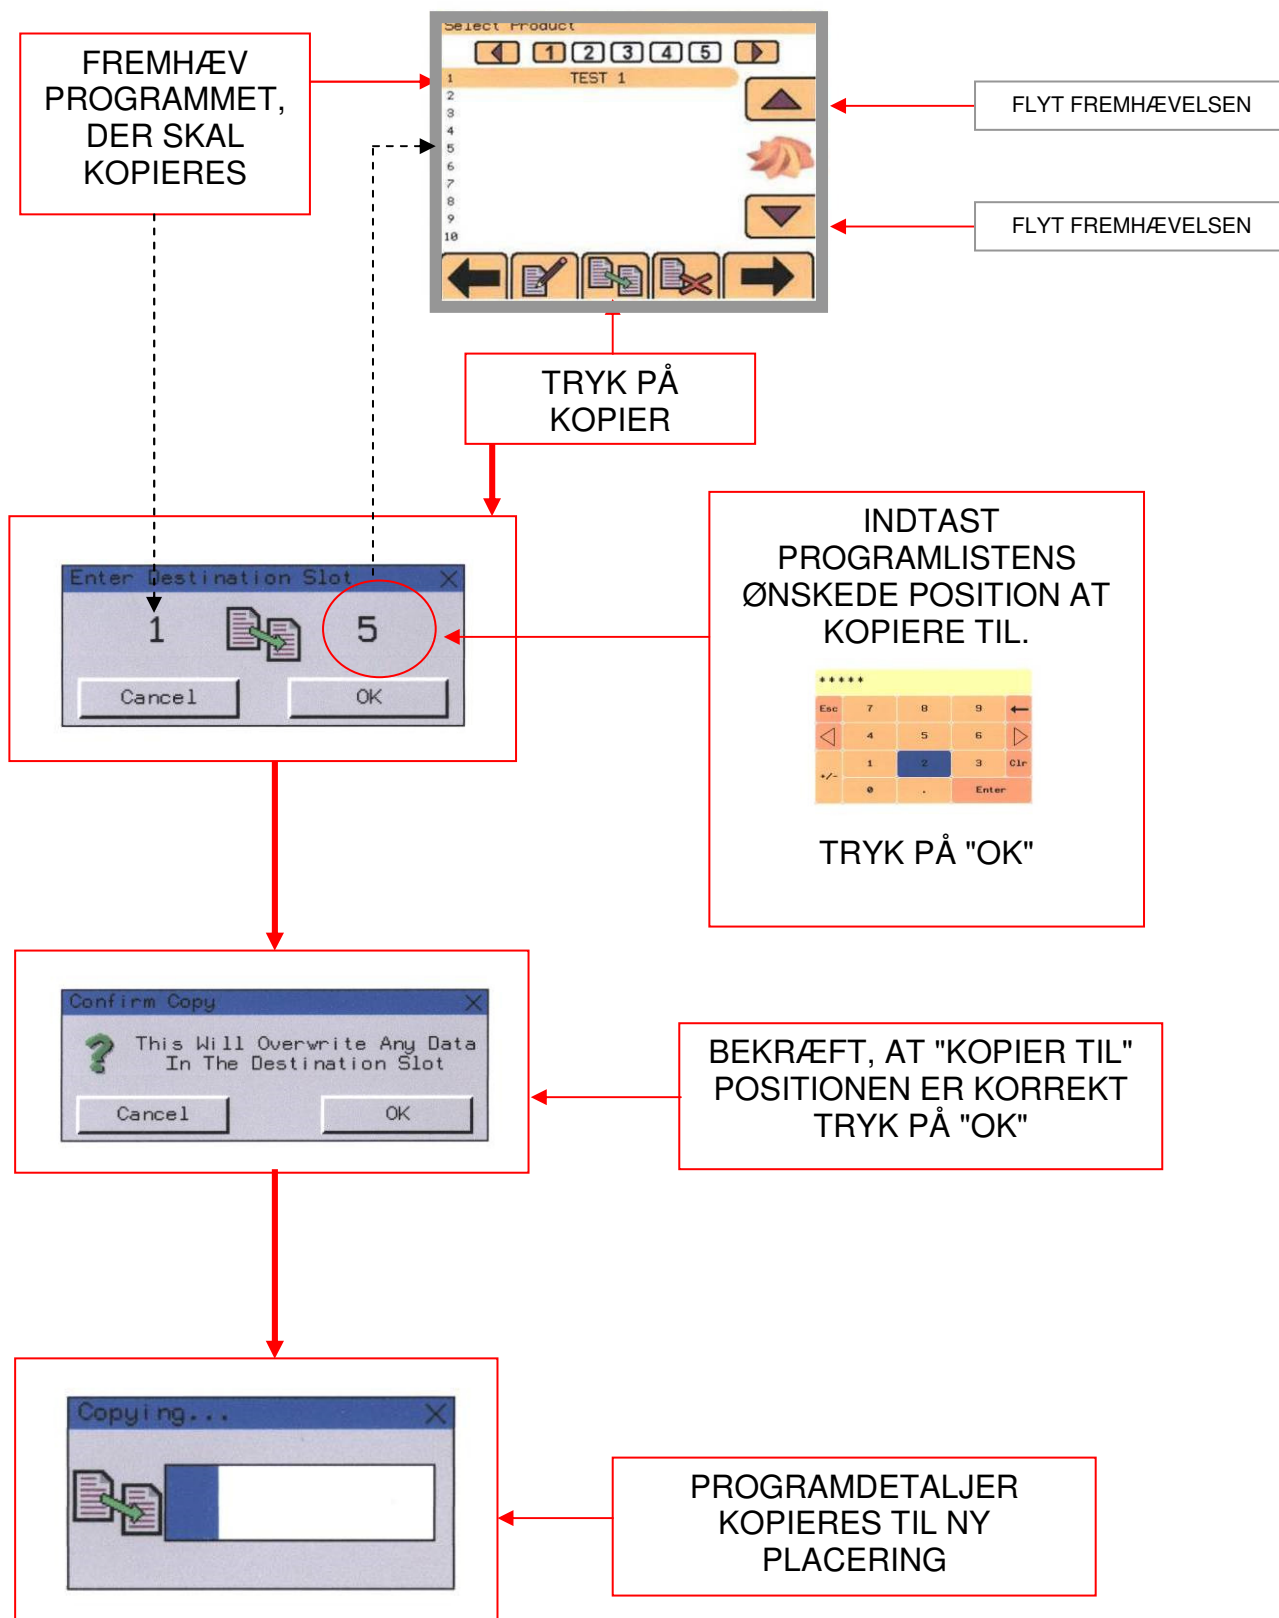 FREMHÆV
PROGRAMMET,
DER SKAL
KOPIERES
Select Product
1 2 3 4 5
1 TEST 1
2
3
4
5
6
7
8
9
10
FLYT FREMHÆVELSEN
FLYT FREMHÆVELSEN
TRYK PÅ
KOPIER
Enter Destination Slot X
1 5
Cancel OK
INDTAST
PROGRAMLISTENS
ØNSKEDE POSITION AT
KOPIERE TIL.
*****
Esc 7 8 9
4 5 6
+/- 1 2 3 Clr
0 . Enter
TRYK PÅ "OK"
Confirm Copy X
? This Will Overwrite Any Data
In The Destination Slot
Cancel OK
BEKRÆFT, AT "KOPIER TIL"
POSITIONEN ER KORREKT
TRYK PÅ "OK"
Copying... X
PROGRAMDETALJER
KOPIERES TIL NY
PLACERING